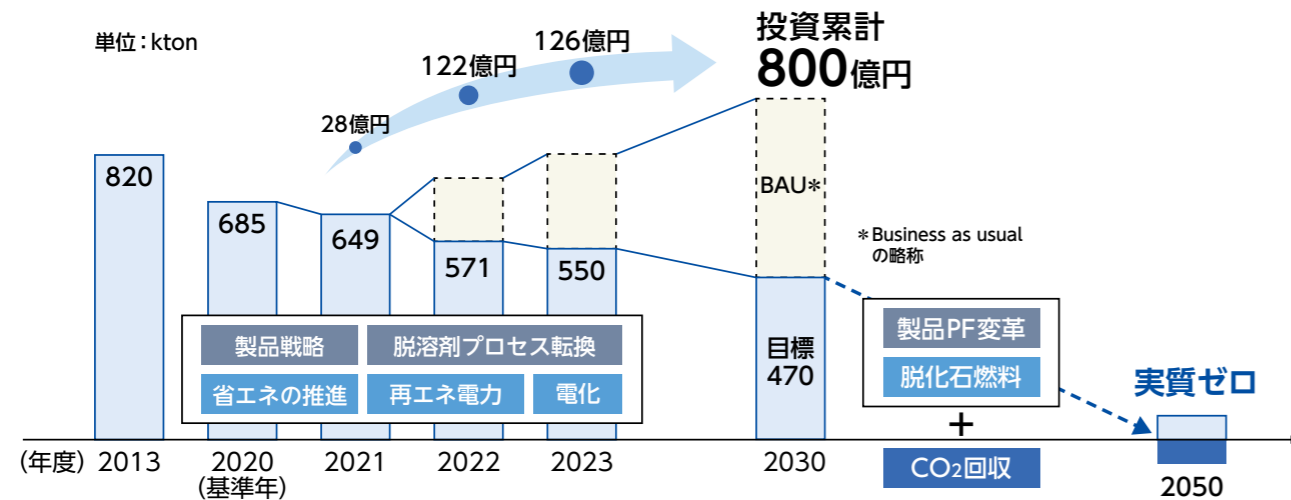 単位：kton
28億円
122億円
126億円
投資累計
800億円
820
685
649
571
550
BAU*
目標
470
*Business as usual
の略称
製品戦略
脱溶剤プロセス転換
省エネの推進
再エネ電力
電化
製品PF変革
脱化石燃料
+
CO₂回収
実質ゼロ
(年度)
2013
2020
(基準年)
2021
2022
2023
2030
2050